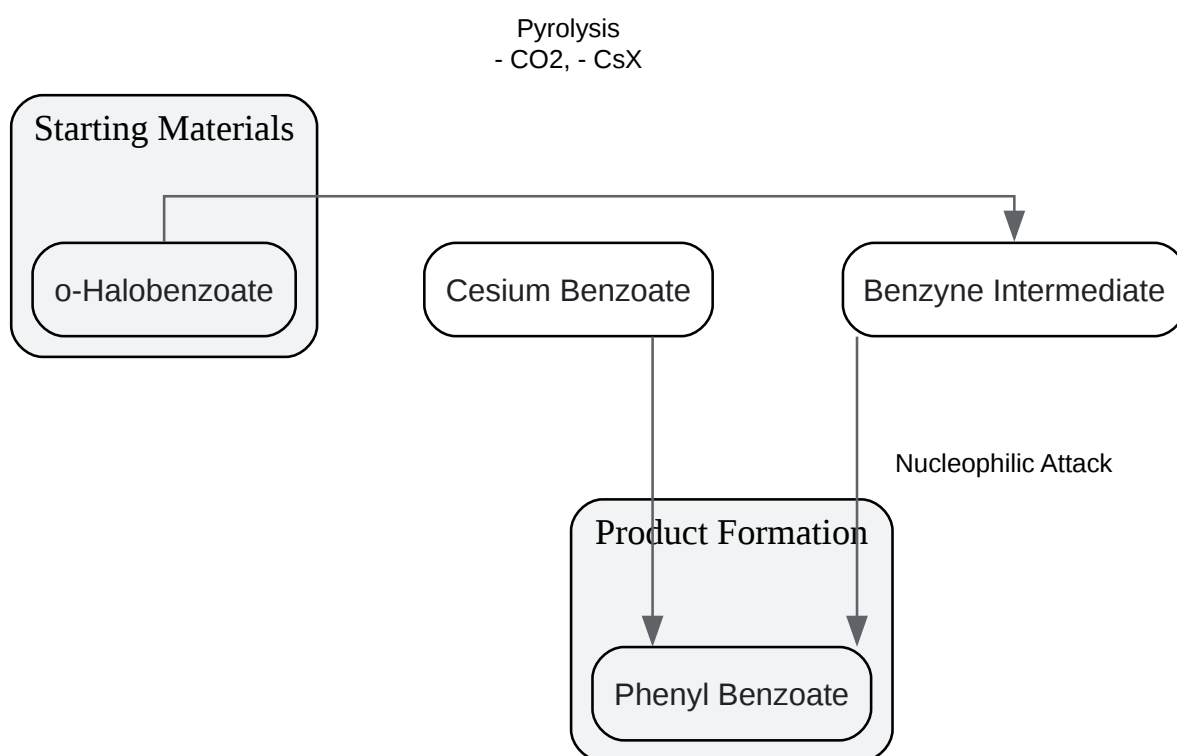 Pyrolysis
- CO2, - CsX
Starting Materials
o-Halobenzoate
Cesium Benzoate
Benzyne Intermediate
Nucleophilic Attack
Product Formation
Phenyl Benzoate